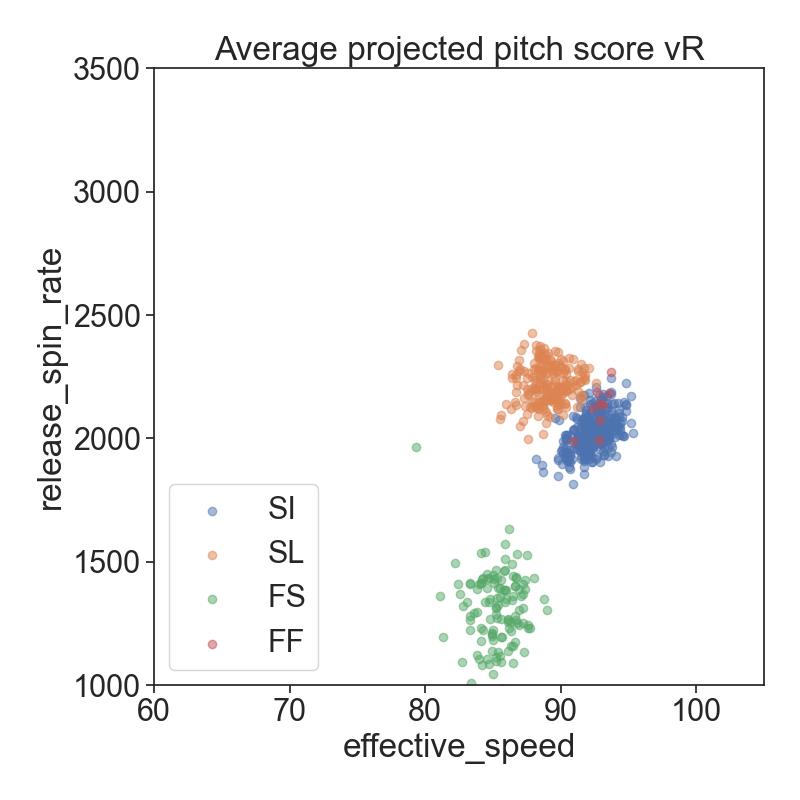 Average projected pitch score vR
3500
3000
2500
2000
1500
1000
release_spin_rate
SI
SL
FS
FF
60 70 80 90 100
effective_speed